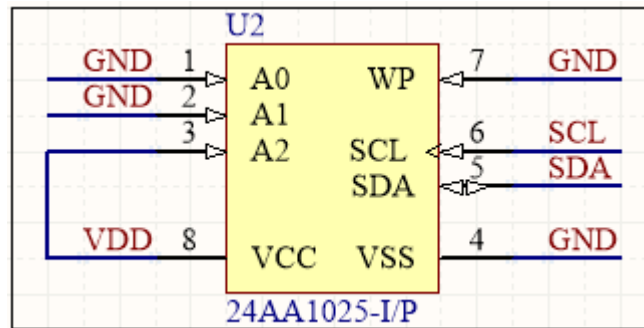 U2
GND 1 A0 WP 7 GND
GND 2 A1
3 A2 SCL 6 SCL
SDA 5 SDA
VDD 8 VCC VSS 4 GND
24AA1025-I/P